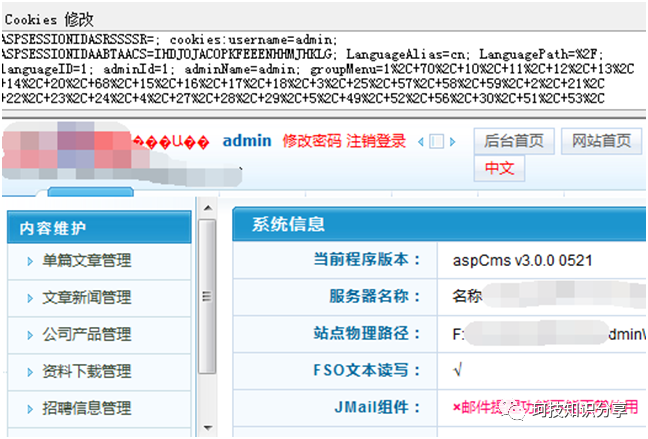 Cookies 修改
ASPSESSIONIDASRSSSSR=; cookies:username=admin;
ASPSESSIONIDAABTAACS=IHDJOJACOPKFEEENHHMJHKLG; LanguageAlias=cn; LanguagePath=%2F;
languageID=1; adminId=1; adminName=admin; groupMenu=1%2C+70%2C+10%2C+11%2C+12%2C+13%2C
+14%2C+20%2C+68%2C+15%2C+16%2C+17%2C+18%2C+3%2C+25%2C+57%2C+58%2C+59%2C+2%2C+21%2C
+22%2C+23%2C+24%2C+4%2C+27%2C+28%2C+29%2C+5%2C+49%2C+52%2C+56%2C+30%2C+51%2C+53%2C
admin 修改密码 注销登录 后台首页 网站首页
中文
内容维护
单篇文章管理
文章新闻管理
公司产品管理
资料下载管理
招聘信息管理
系统信息
当前程序版本： aspCms v3.0.0 0521
服务器名称： 名称
站点物理路径： F: dmin\
FSO文本读写： √
JMail组件： ×邮件提 功能 用
珂技知识分享